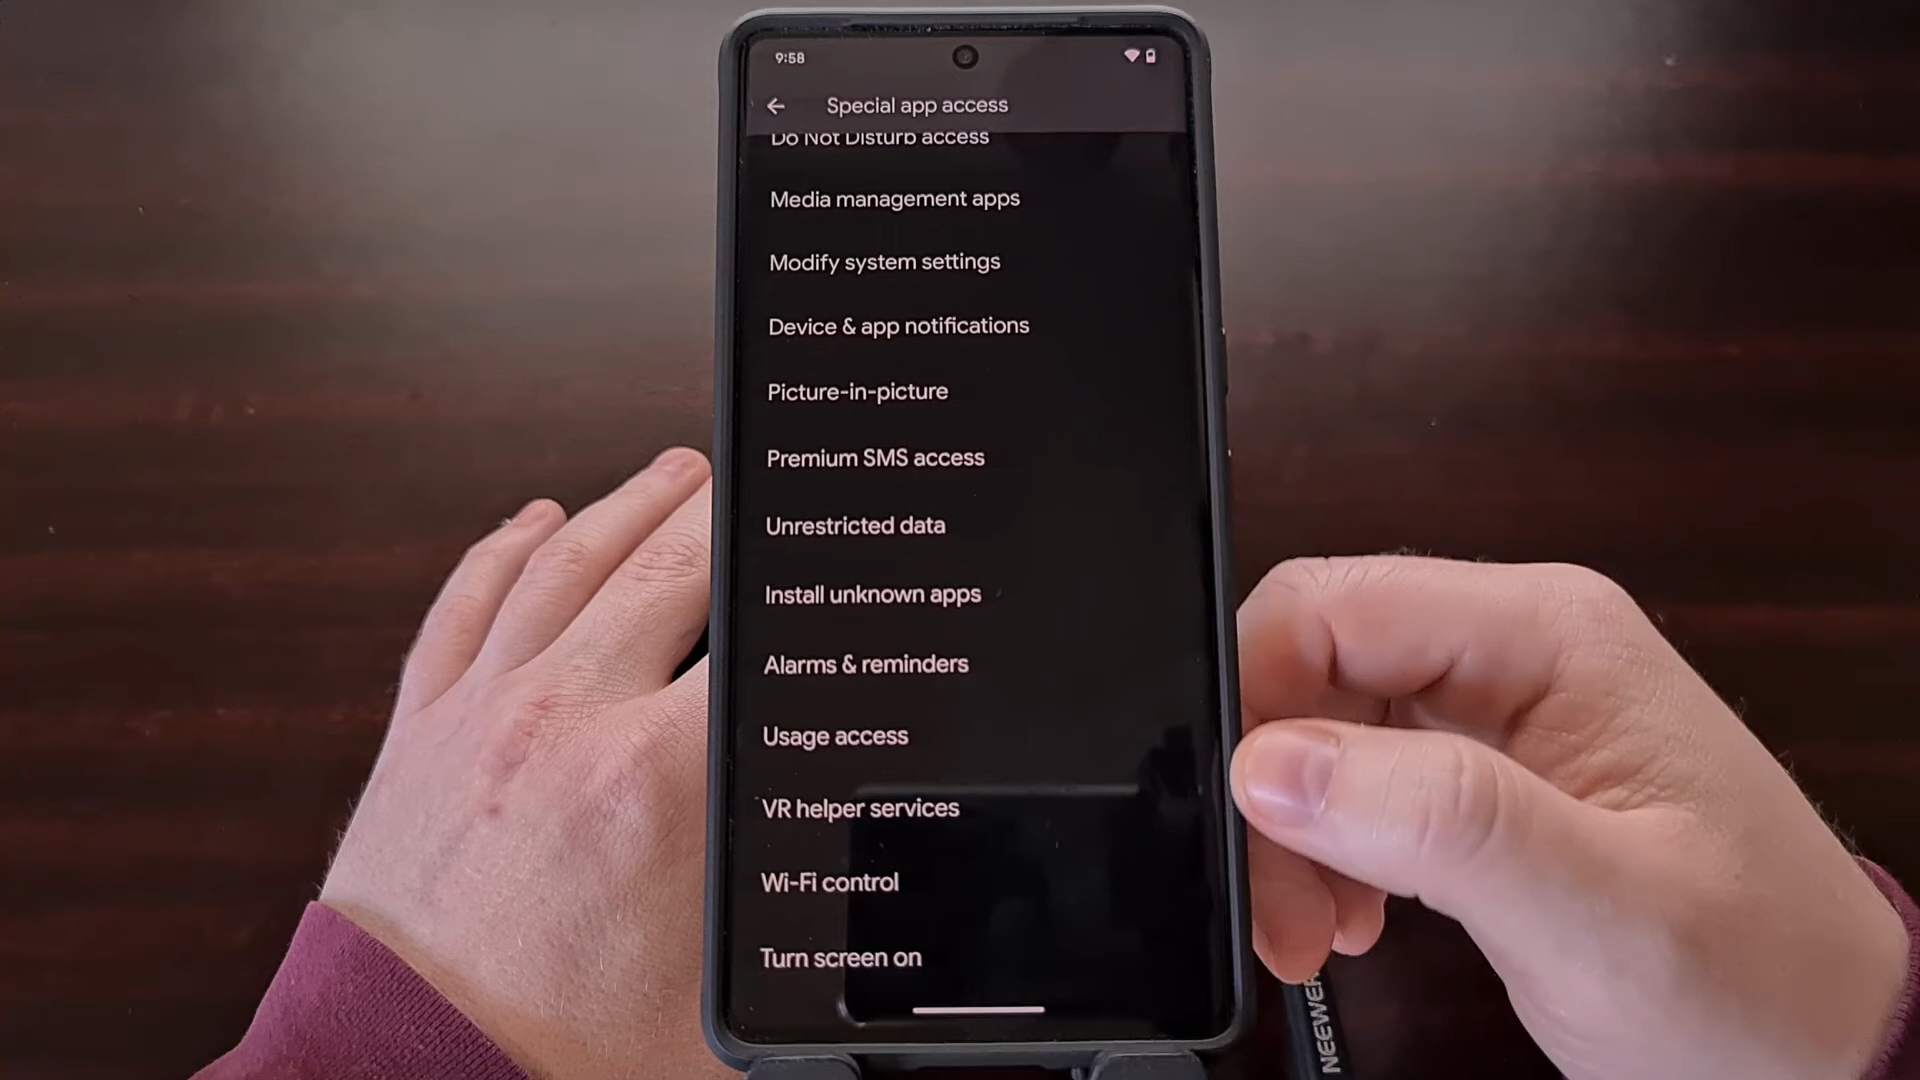 9:58
Special app access
Do Not Disturb access
Media management apps
Modify system settings
Device & app notifications
Picture-in-picture
Premium SMS access
Unrestricted data
Install unknown apps
Alarms & reminders
Usage access
VR helper services
Wi-Fi control
Turn screen on
NEEWER